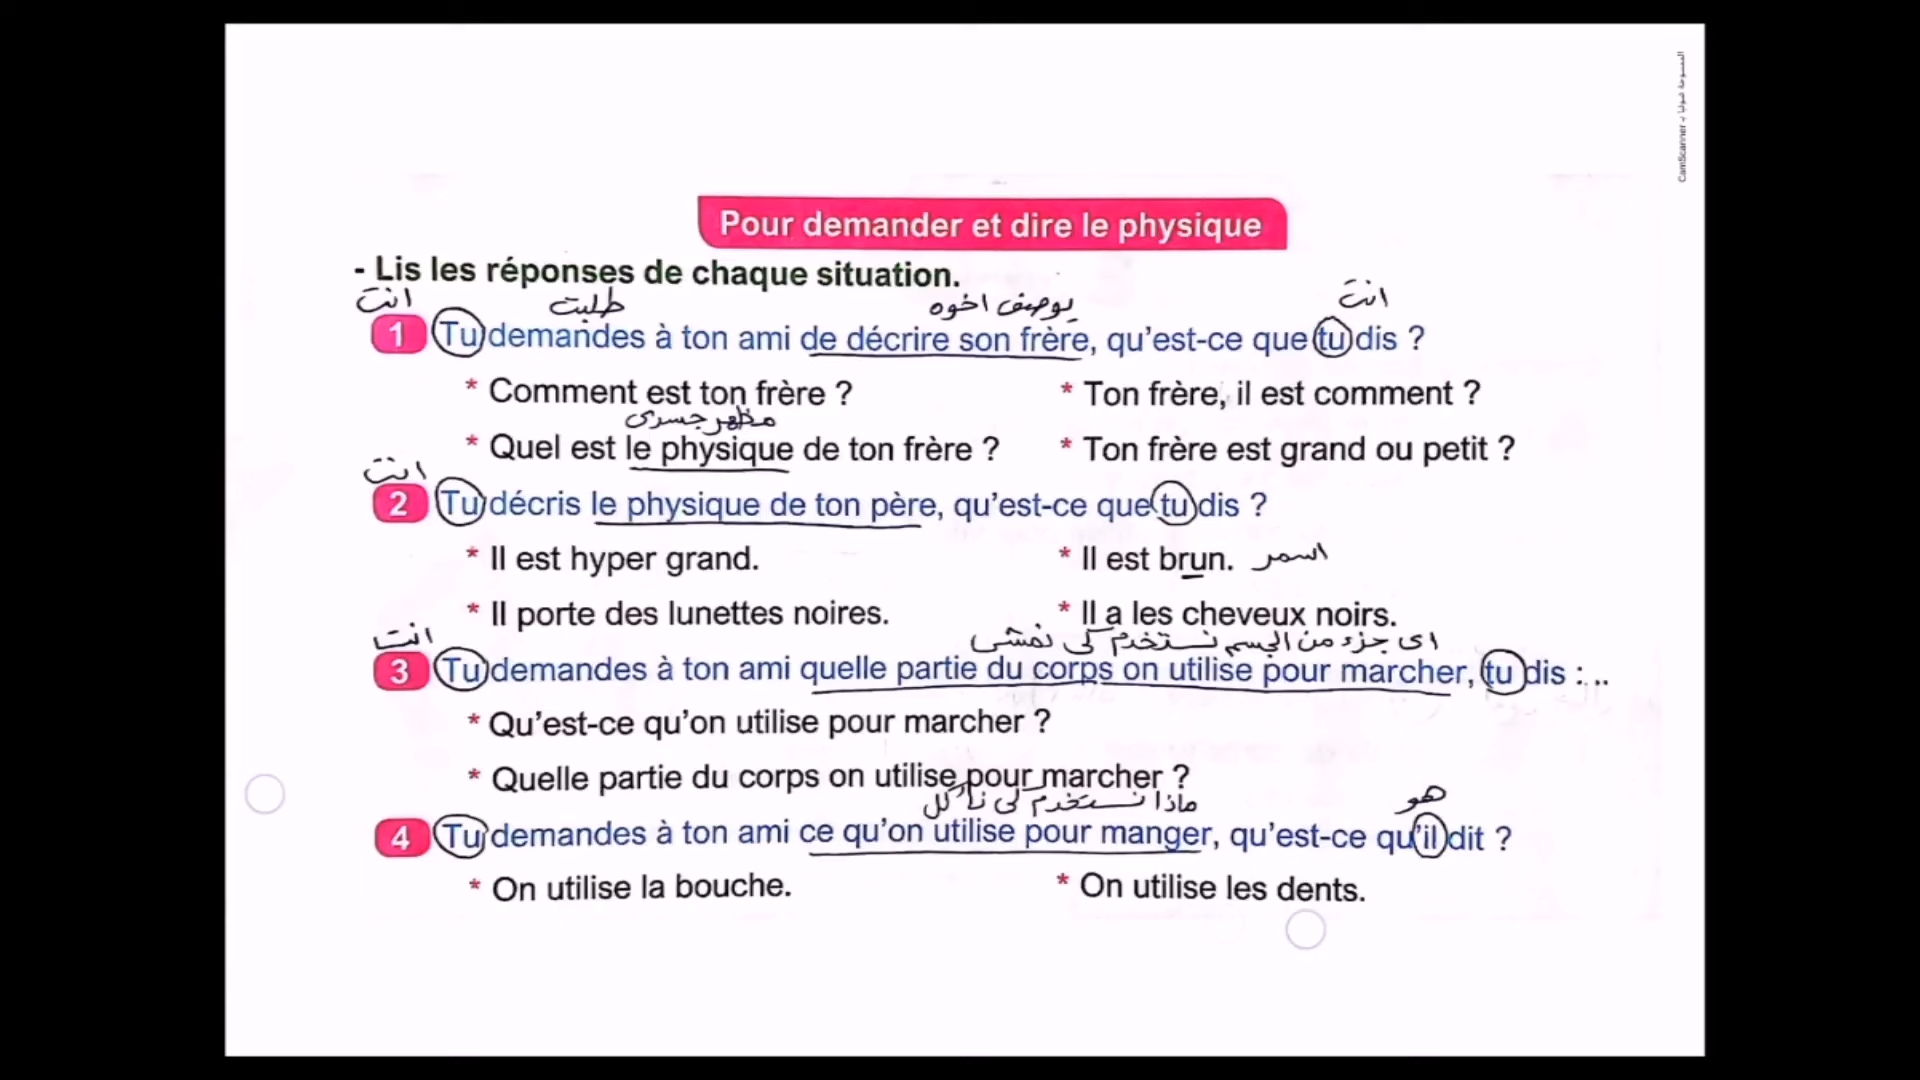 الممسوحة ضوئيا بـ CamScanner
Pour demander et dire le physique
- Lis les réponses de chaque situation.
انت طلبت يوصف اخوه انت
1 Tu demandes à ton ami de décrire son frère, qu'est-ce que tu dis ?
* Comment est ton frère ? * Ton frère, il est comment ?
مظهر جسدى
* Quel est le physique de ton frère ? * Ton frère est grand ou petit ?
انت
2 Tu décris le physique de ton père, qu'est-ce que tu dis ?
* Il est hyper grand. * Il est brun. اسمر
* Il porte des lunettes noires. * Il a les cheveux noirs.
انت اى جزء من الجسم نستخدم لكى نمشى
3 Tu demandes à ton ami quelle partie du corps on utilise pour marcher, tu dis : ..
* Qu'est-ce qu'on utilise pour marcher ?
* Quelle partie du corps on utilise pour marcher ?
ماذا نستخدم لكى نأكل هو
4 Tu demandes à ton ami ce qu'on utilise pour manger, qu'est-ce qu'il dit ?
* On utilise la bouche. * On utilise les dents.